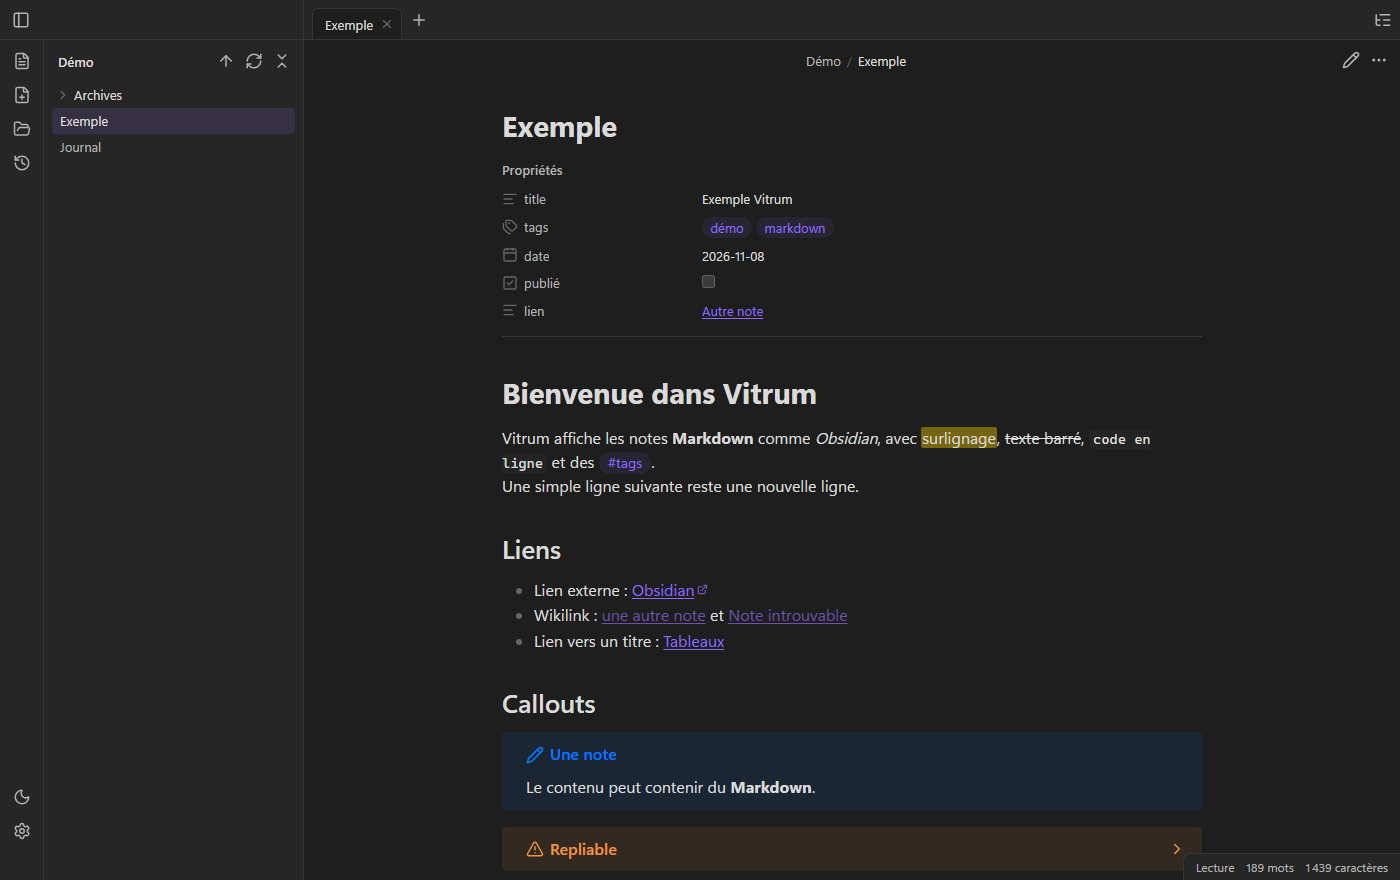 Exemple
Démo
Archives
Exemple
Journal
Démo / Exemple
Exemple
Propriétés
title Exemple Vitrum
tags démo markdown
date 2026-11-08
publié
lien Autre note
Bienvenue dans Vitrum
Vitrum affiche les notes Markdown comme Obsidian, avec surlignage, texte barré, code en
ligne et des #tags.
Une simple ligne suivante reste une nouvelle ligne.
Liens
Lien externe : Obsidian
Wikilink : une autre note et Note introuvable
Lien vers un titre : Tableaux
Callouts
Une note
Le contenu peut contenir du Markdown.
Repliable
Lecture 189 mots 1 439 caractères